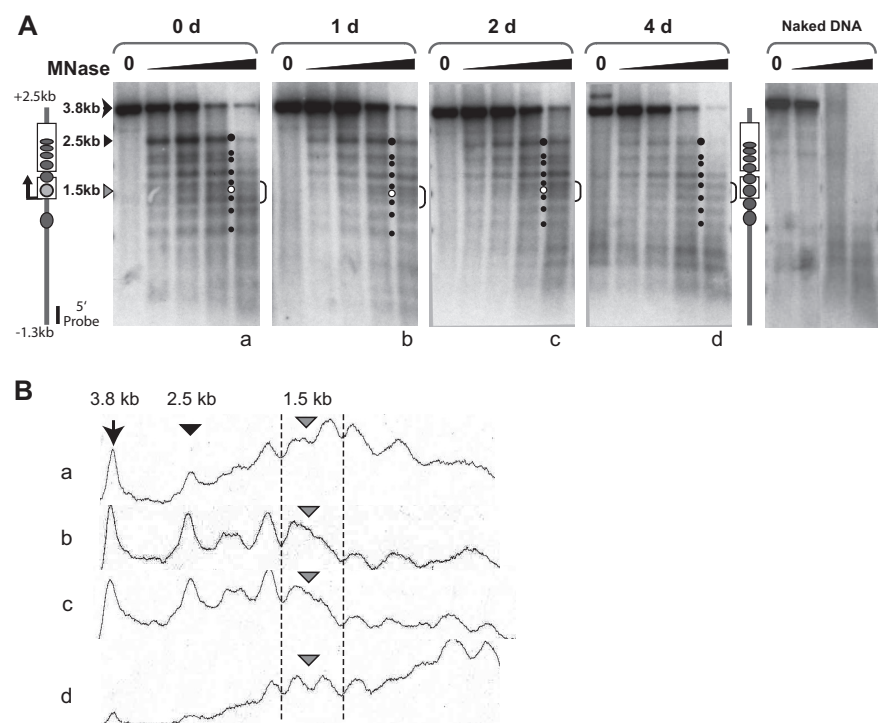 A
0 d
1 d
2 d
4 d
Naked DNA
MNase
0
0
0
0
0
+2.5kb
3.8kb
2.5kb
1.5kb
5'
Probe
-1.3kb
a
b
c
d
B
3.8 kb
2.5 kb
1.5 kb
a
b
c
d